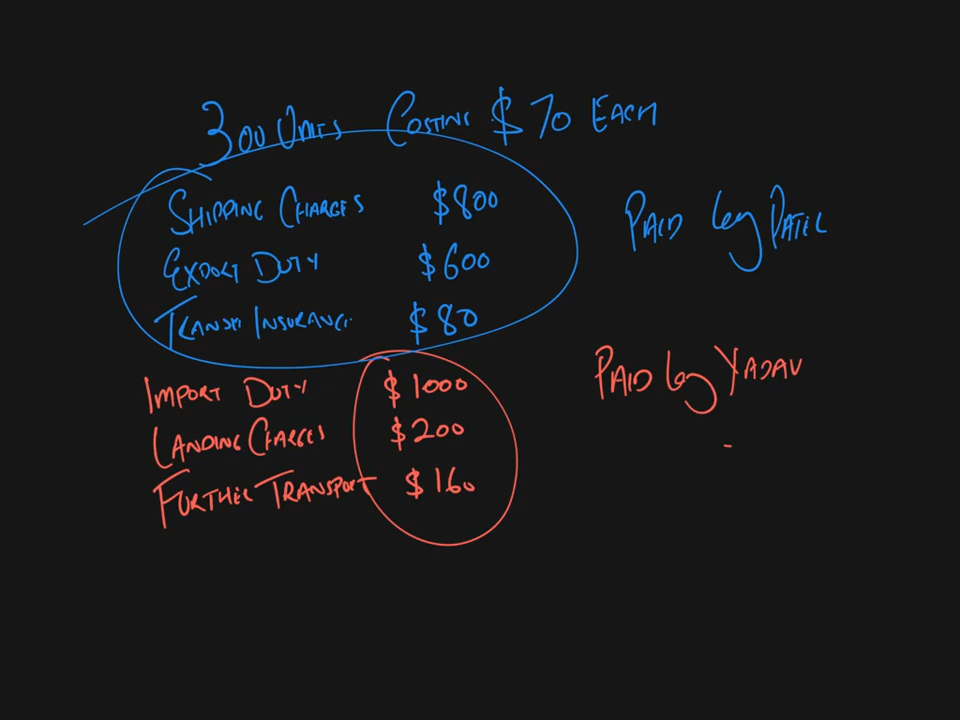 300 UNITS COSTING $ 70 EACH
SHIPPING CHARGES $800
PAID by PATEL
EXPORT DUTY $600
TRANSIT INSURANCE $80
IMPORT DUTY $1000
PAID by YADAV
LANDING CHARGES $200
FURTHER TRANSPORT $160